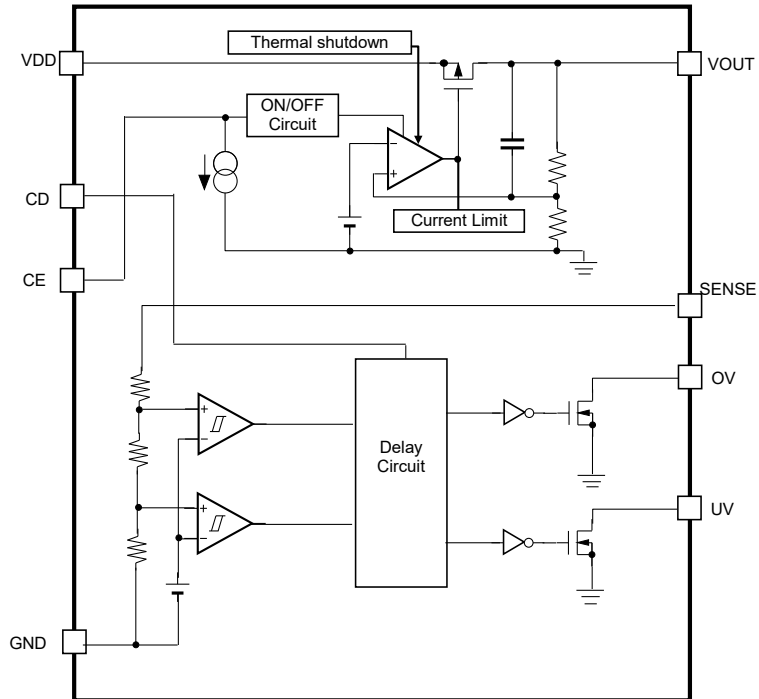 Thermal shutdown
VDD
VOUT
ON/OFF
Circuit
−
+
CD
Current Limit
CE
SENSE
OV
+
−
Delay
Circuit
+
−
UV
GND